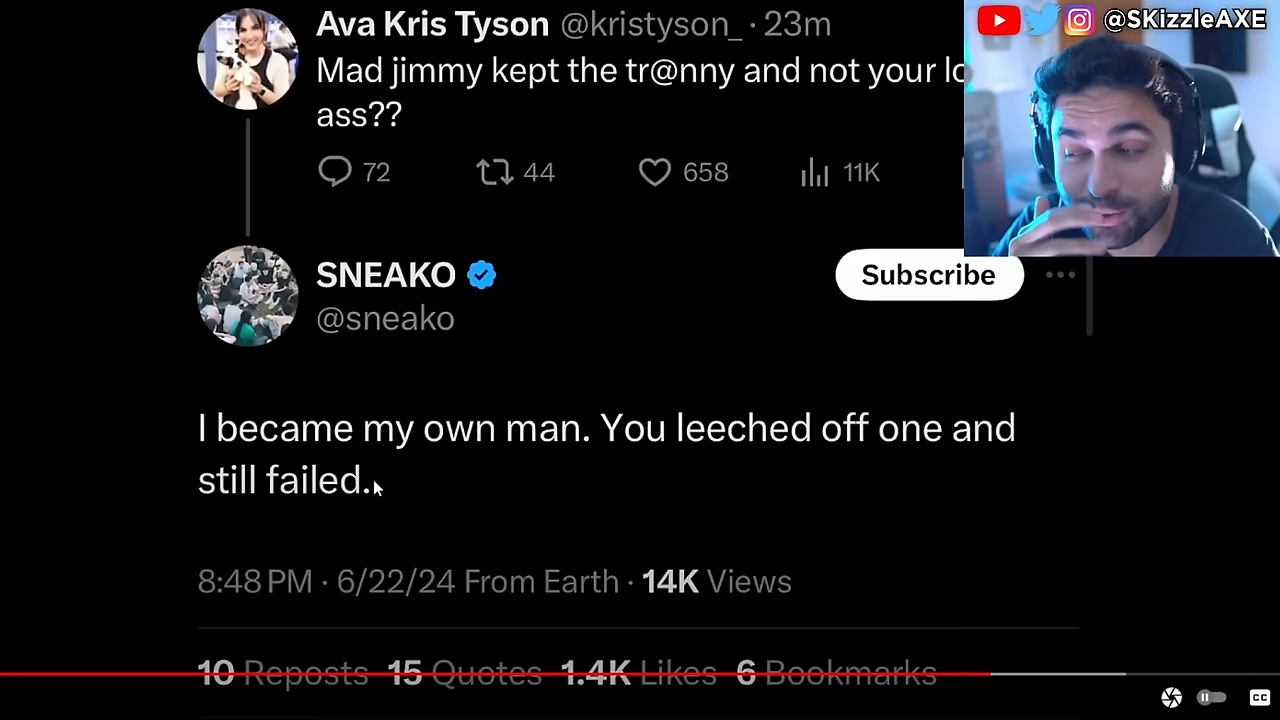 @SKizzleAXE
Ava Kris Tyson @kristyson_ · 23m
Mad jimmy kept the tr@nny and not your
ass??
72 44 658 11K
SNEAKO
Subscribe
@sneako
I became my own man. You leeched off one and
still failed..
8:48 PM · 6/22/24 From Earth · 14K Views
10 Reposts 15 Quotes 1.4K Likes 6 Bookmarks
CC